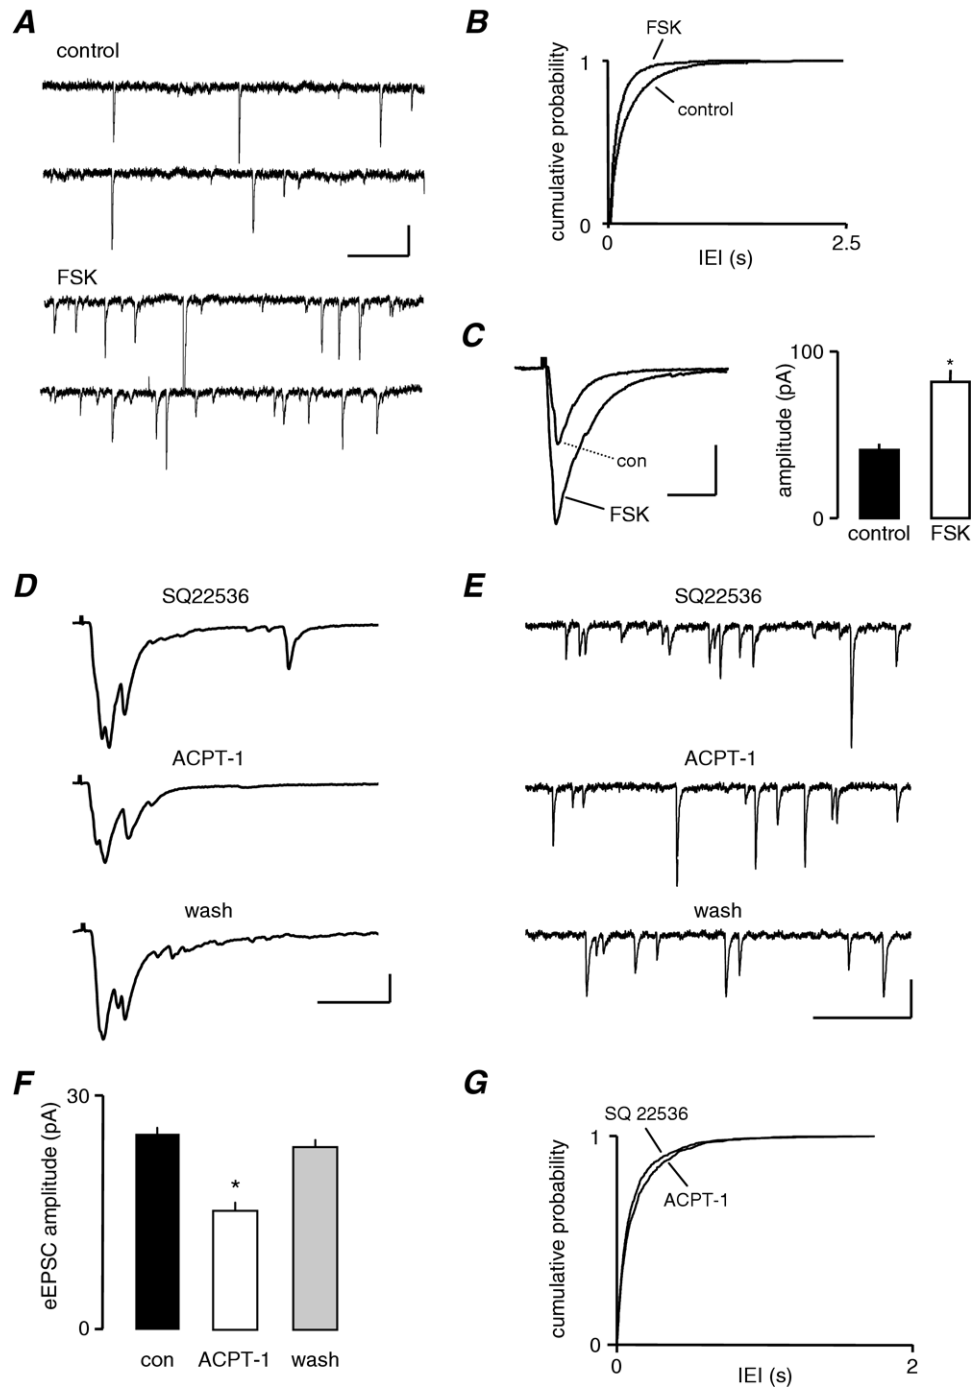 A
control
FSK
B
cumulative probability
1
0
FSK
control
0
2.5
IEI (s)
C
con
FSK
amplitude (pA)
100
0
*
control
FSK
D
SQ22536
ACPT-1
wash
E
SQ22536
ACPT-1
wash
F
eEPSC amplitude (pA)
30
0
*
con
ACPT-1
wash
G
cumulative probability
1
0
SQ 22536
ACPT-1
0
2
IEI (s)